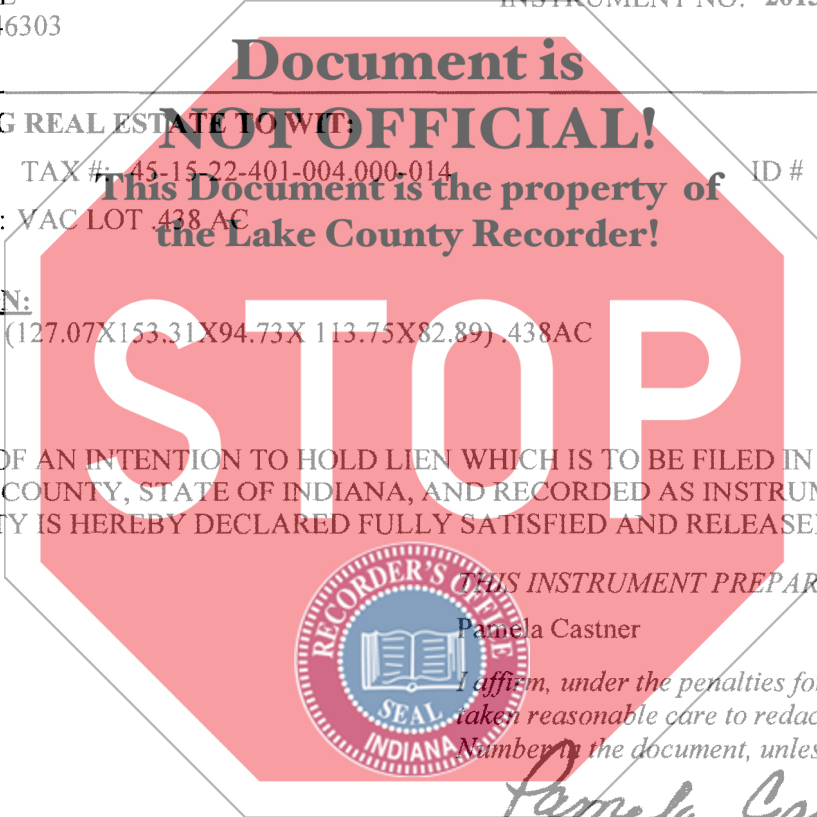 46303
INSTRUMENT NO. 201
Document is
NOT OFFICIAL!
G REAL ESTATE TO WIT:
TAX #: 45-15-22-401-004.000-014 ID #
This Document is the property of
: VAC LOT .438 AC
the Lake County Recorder!
N:
(127.07X153.31X94.73X 113.75X82.89) .438AC
STOP
OF AN INTENTION TO HOLD LIEN WHICH IS TO BE FILED IN
COUNTY, STATE OF INDIANA, AND RECORDED AS INSTRUM
TY IS HEREBY DECLARED FULLY SATISFIED AND RELEASE
RECORDER'S OFFICE
SEAL
INDIANA
THIS INSTRUMENT PREPAR
Pamela Castner
I affirm, under the penalties fo
taken reasonable care to redac
Number in the document, unles
Pamela Cas